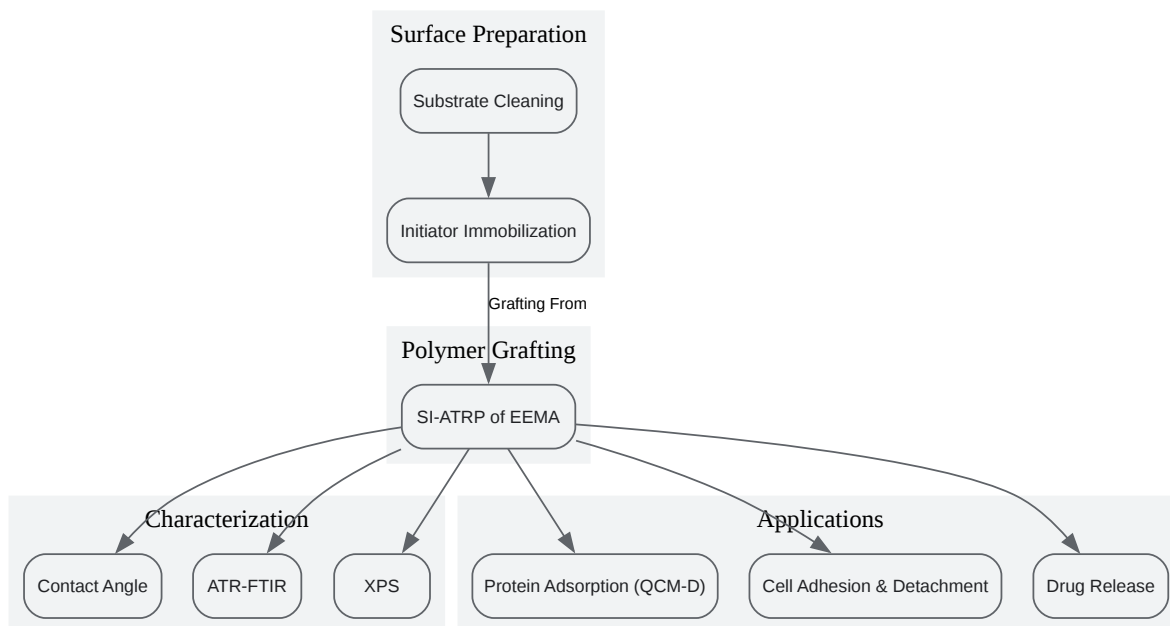 Surface Preparation
Substrate Cleaning
Initiator Immobilization
Grafting From
Polymer Grafting
SI-ATRP of EEMA
Characterization
Applications
Contact Angle
ATR-FTIR
XPS
Protein Adsorption (QCM-D)
Cell Adhesion & Detachment
Drug Release